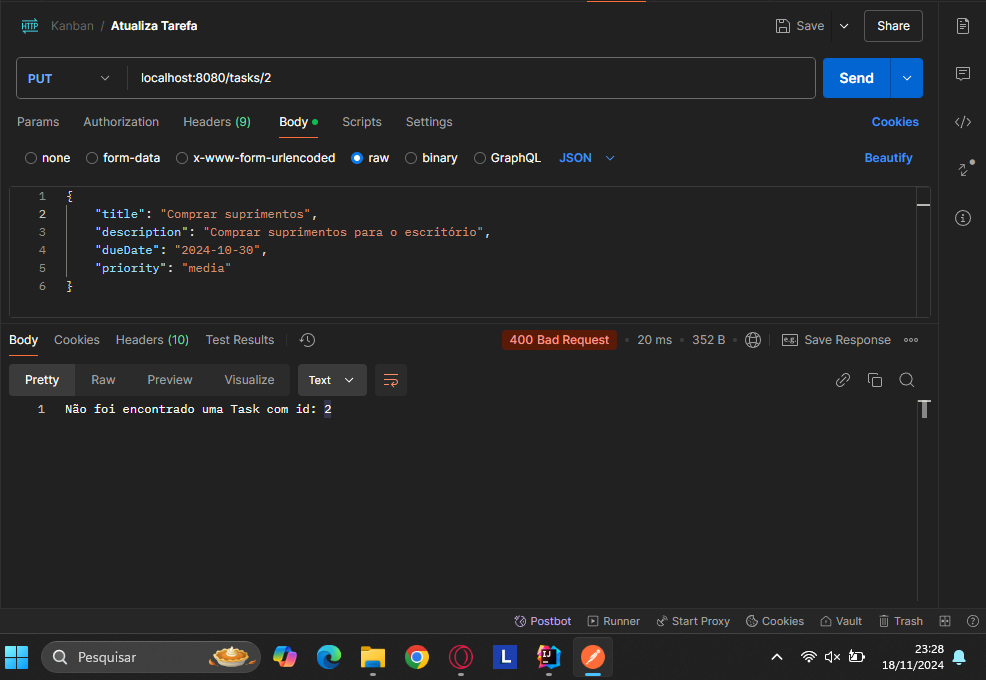 HTTP Kanban / Atualiza Tarefa Save Share
PUT localhost:8080/tasks/2 Send
Params Authorization Headers (9) Body Scripts Settings Cookies
none form-data x-www-form-urlencoded raw binary GraphQL JSON Beautify
1 {
2 "title": "Comprar suprimentos",
3 "description": "Comprar suprimentos para o escritório",
4 "dueDate": "2024-10-30",
5 "priority": "media"
6 }
Body Cookies Headers (10) Test Results 400 Bad Request 20 ms 352 B e.g. Save Response
Pretty Raw Preview Visualize Text
1 Não foi encontrado uma Task com id: 2
Postbot Runner Start Proxy Cookies Vault Trash
Pesquisar L IJ 23:28
18/11/2024